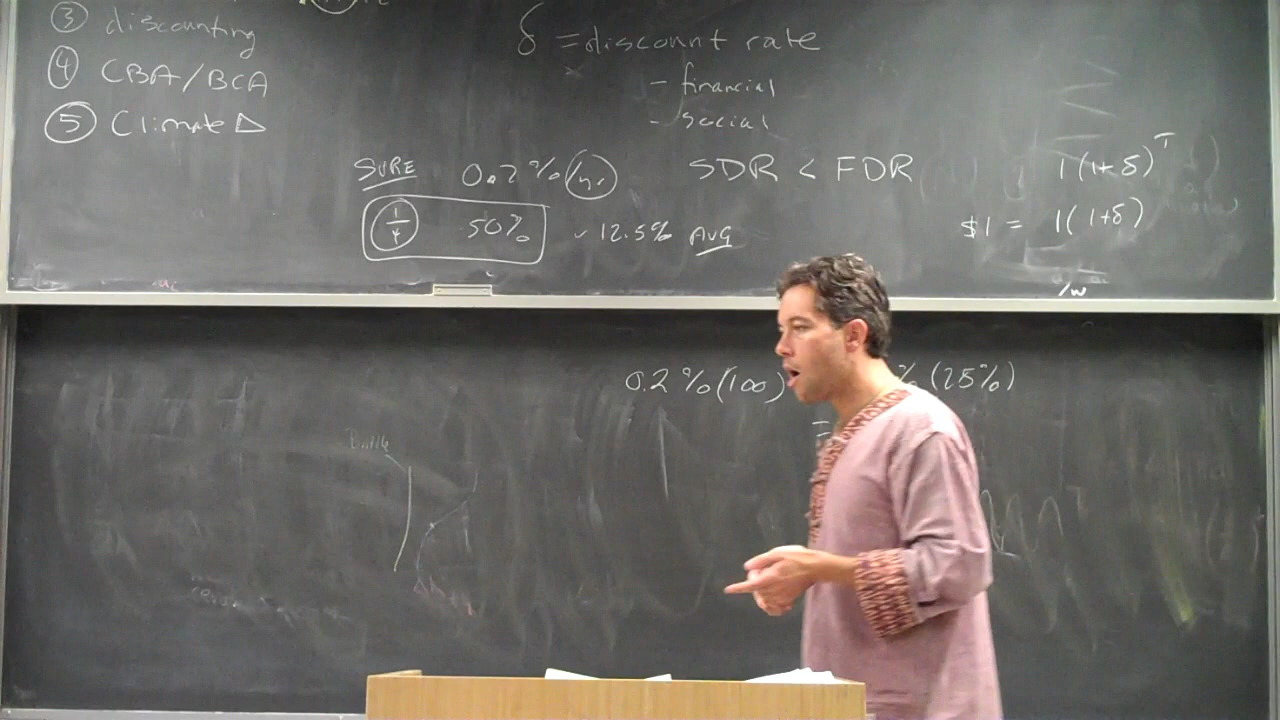 ③ discounting
④ CBA/BCA
⑤ Climate Δ
δ = discount rate
- financial
- social
SURE 0.2%/yr
1/4 50% ~ 12.5% AVG
SDR < FDR
1(1+δ)^T
$1 = 1(1+δ)
/w
0.2%(100) % (25%)
=